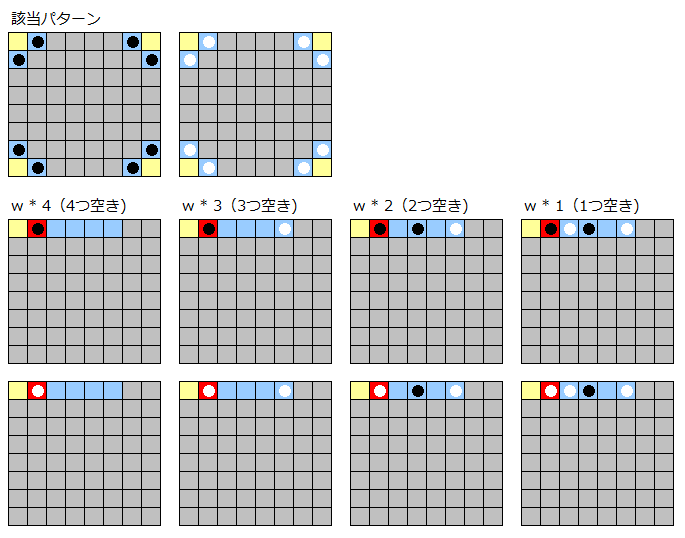 該当パターン
w * 4（4つ空き)
w * 3（3つ空き)
w * 2（2つ空き)
w * 1（1つ空き)